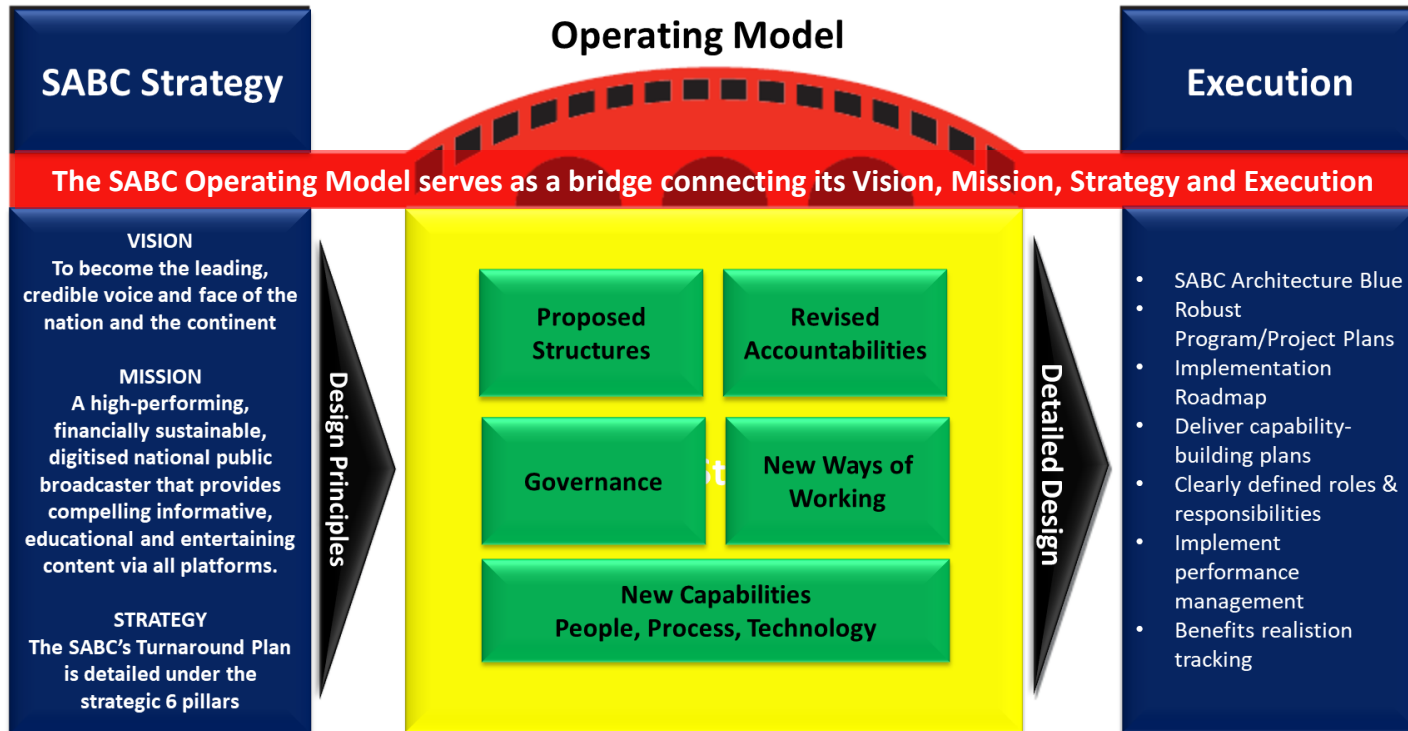 Operating Model
SABC Strategy
Execution
The SABC Operating Model serves as a bridge connecting its Vision, Mission, Strategy and Execution
VISION
To become the leading,
credible voice and face of the
nation and the continent
MISSION
A high-performing,
financially sustainable,
digitised national public
broadcaster that provides
compelling informative,
educational and entertaining
content via all platforms.
STRATEGY
The SABC’s Turnaround Plan
is detailed under the
strategic 6 pillars
Design Principles
Proposed
Structures
Revised
Accountabilities
Governance
New Ways of
Working
New Capabilities
People, Process, Technology
Detailed Design
• SABC Architecture Blue
• Robust
Program/Project Plans
• Implementation
Roadmap
• Deliver capability-
building plans
• Clearly defined roles &
responsibilities
• Implement
performance
management
• Benefits realistion
tracking